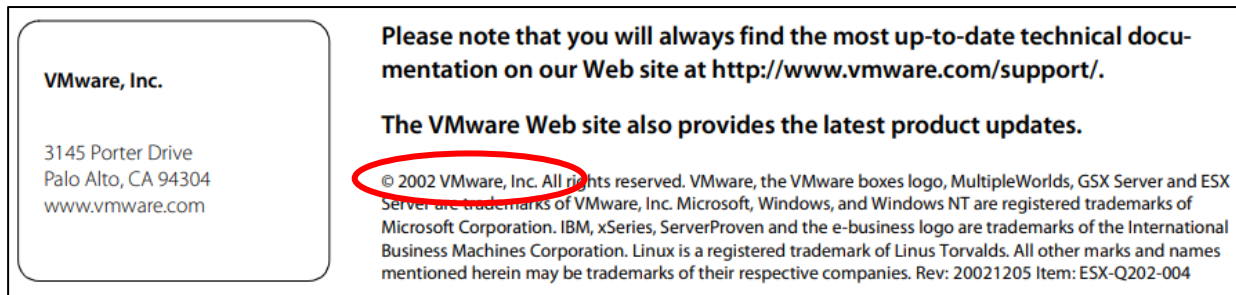 VMware, Inc.
3145 Porter Drive
Palo Alto, CA 94304
www.vmware.com
Please note that you will always find the most up-to-date technical docu-
mentation on our Web site at http://www.vmware.com/support/.
The VMware Web site also provides the latest product updates.
© 2002 VMware, Inc. All rights reserved. VMware, the VMware boxes logo, MultipleWorlds, GSX Server and ESX
Server are trademarks of VMware, Inc. Microsoft, Windows, and Windows NT are registered trademarks of
Microsoft Corporation. IBM, xSeries, ServerProven and the e-business logo are trademarks of the International
Business Machines Corporation. Linux is a registered trademark of Linus Torvalds. All other marks and names
mentioned herein may be trademarks of their respective companies. Rev: 20021205 Item: ESX-Q202-004